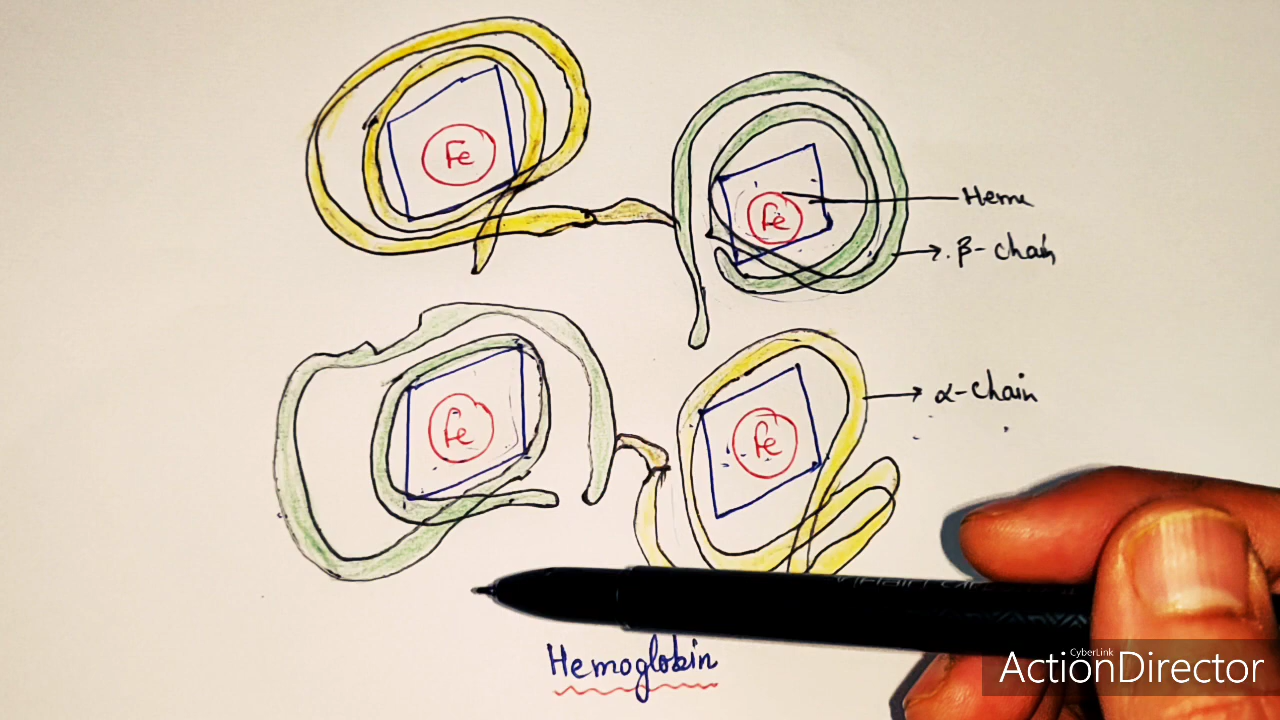 Fe
Fe
Heme
β-chain
Fe
Fe
α-chain
Hemoglobin
CyberLink
ActionDirector